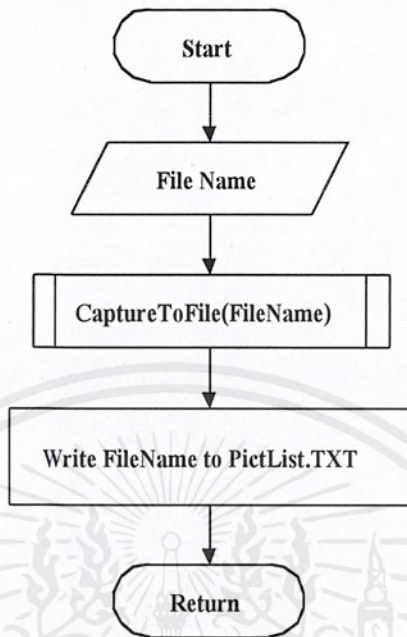 Start
File Name
CaptureToFile(FileName)
Write FileName to PictList.TXT
Return